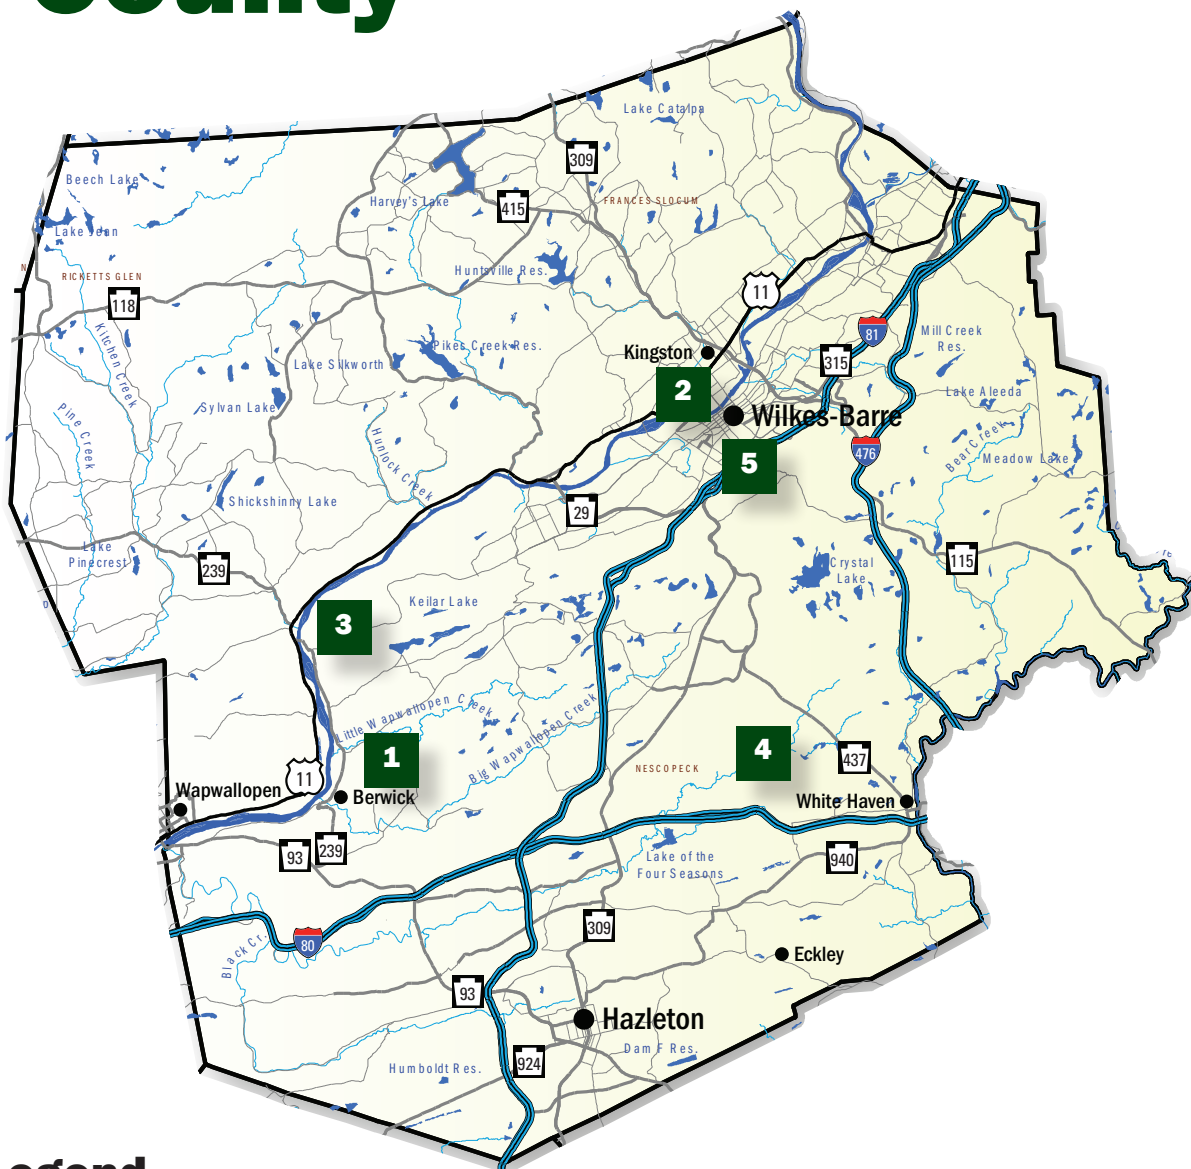 County
Lake Catalpa
309
Beech Lake
Harvey's Lake
415
FRANCES SLOCUM
Lake Jean
N
RICKETTS GLEN
Huntsville Res.
118
11
81
Mill Creek
Res.
Kitchen Creek
Pikes Creek Res.
Kingston
315
Lake Silkworth
2
Lake Aleeda
Sylvan Lake
Wilkes-Barre
Pine Creek
Hunlock Creek
5
476
Bear Creek
Meadow Lake
Shickshinny Lake
29
Lake
Pinecrest
239
115
Crystal
Lake
Keilar Lake
3
Little Wapwallopen Creek
Big Wapwallopen Creek
1
4
437
NESCOPECK
11
Wapwallopen
Berwick
White Haven
93
239
940
Lake of the
Four Seasons
309
80
Black Cr.
Eckley
93
Hazleton
924
Dam F Res.
Humboldt Res.
egend